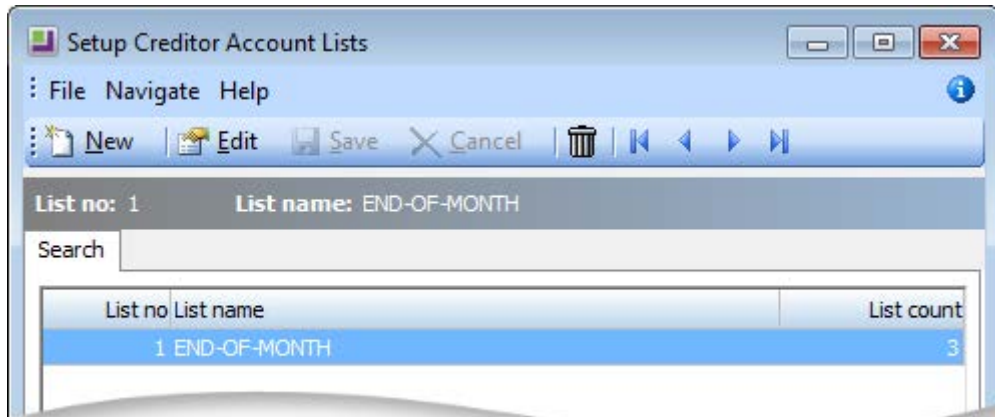 Setup Creditor Account Lists
File Navigate Help
New Edit Save Cancel
List no: 1 List name: END-OF-MONTH
Search
List no List name List count
1 END-OF-MONTH 3